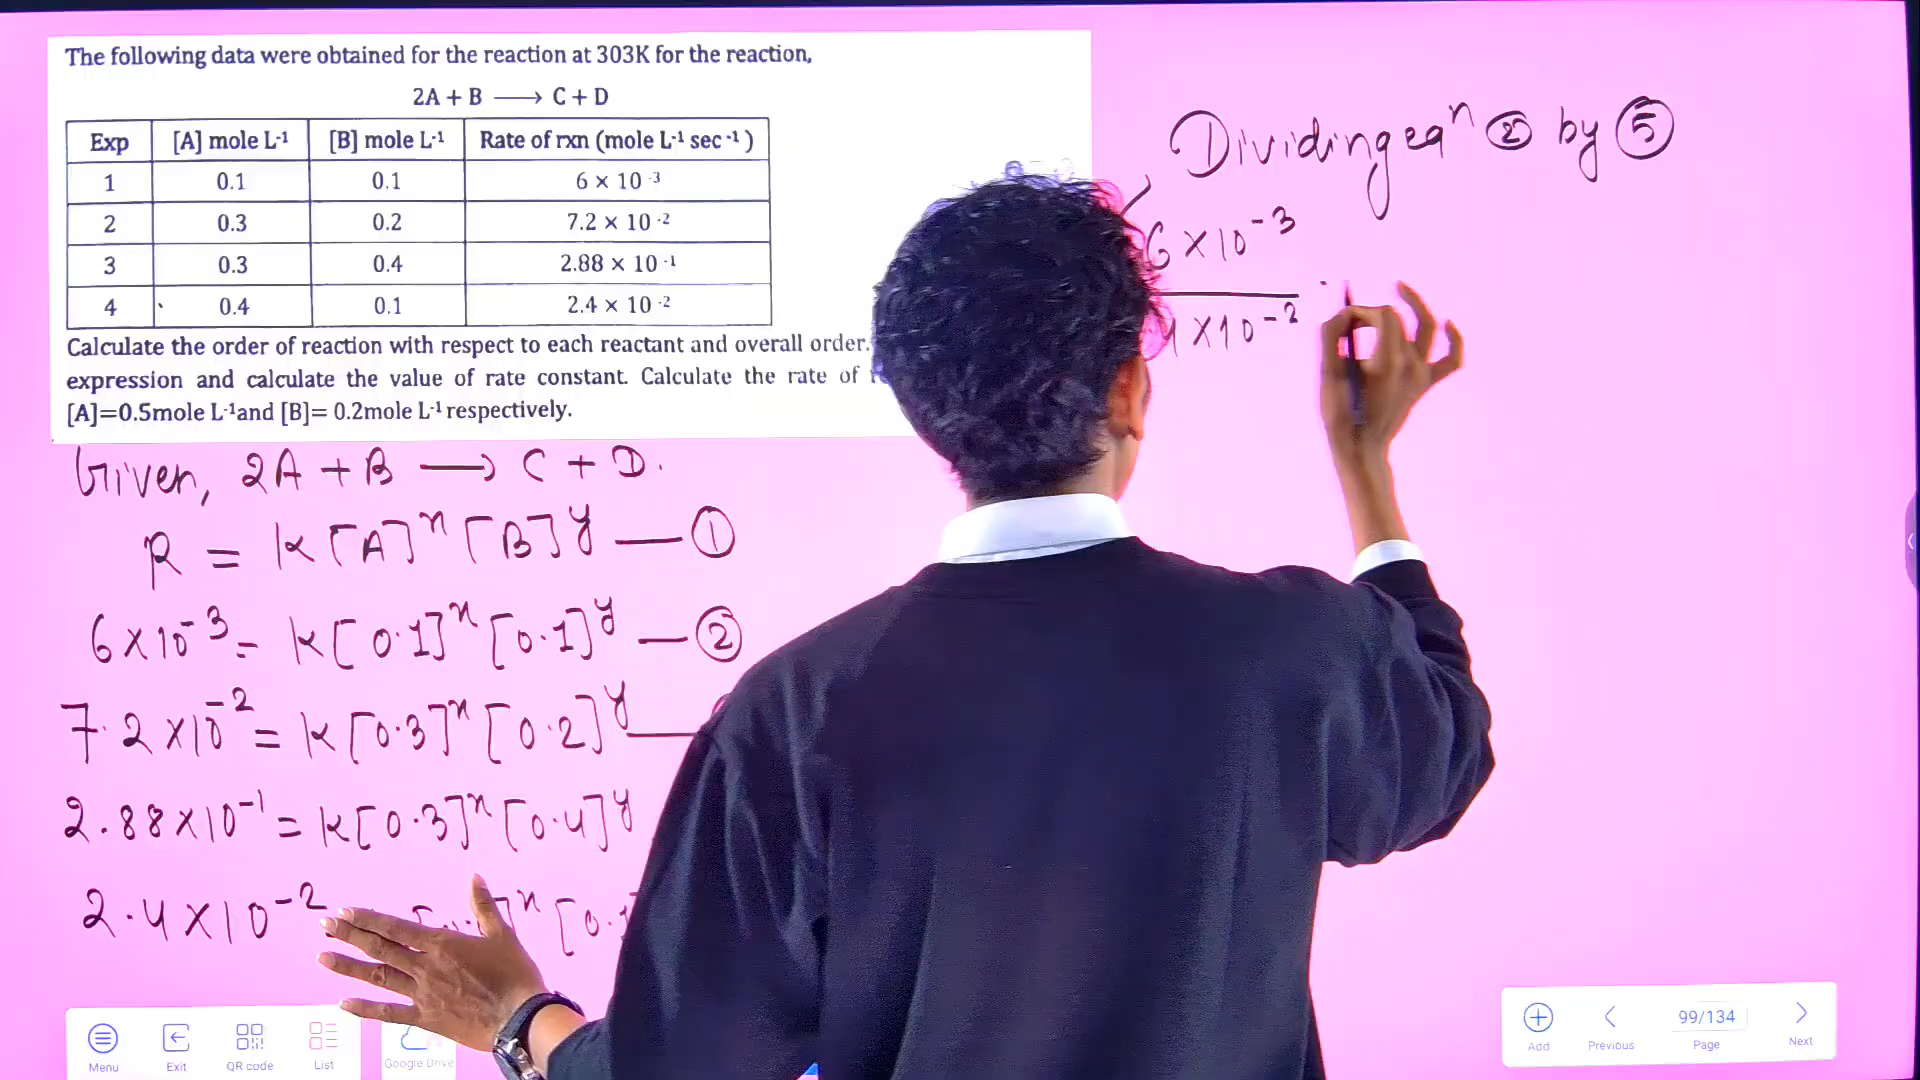 The following data were obtained for the reaction at 303K for the reaction,
2A + B ⟶ C + D
Exp [A] mole L⁻¹ [B] mole L⁻¹ Rate of rxn (mole L⁻¹ sec⁻¹)
1 0.1 0.1 6 × 10⁻³
2 0.3 0.2 7.2 × 10⁻²
3 0.3 0.4 2.88 × 10⁻¹
4 0.4 0.1 2.4 × 10⁻²
Calculate the order of reaction with respect to each reactant and overall order.
expression and calculate the value of rate constant. Calculate the rate of
[A]=0.5mole L⁻¹and [B]= 0.2mole L⁻¹ respectively.
Given, 2A + B ⟶ C + D.
R = K[A]ˣ [B]ʸ — ①
6×10⁻³ = K[0.1]ˣ [0.1]ʸ — ②
7.2×10⁻² = K[0.3]ˣ [0.2]ʸ —
2.88×10⁻¹ = K[0.3]ˣ [0.4]ʸ
2.4×10⁻² ]ˣ [0.
Dividing eqⁿ ② by ⑤
6×10⁻³
4×10⁻²
Menu Exit QR code List Google Drive
Add Previous 99/134 Page Next